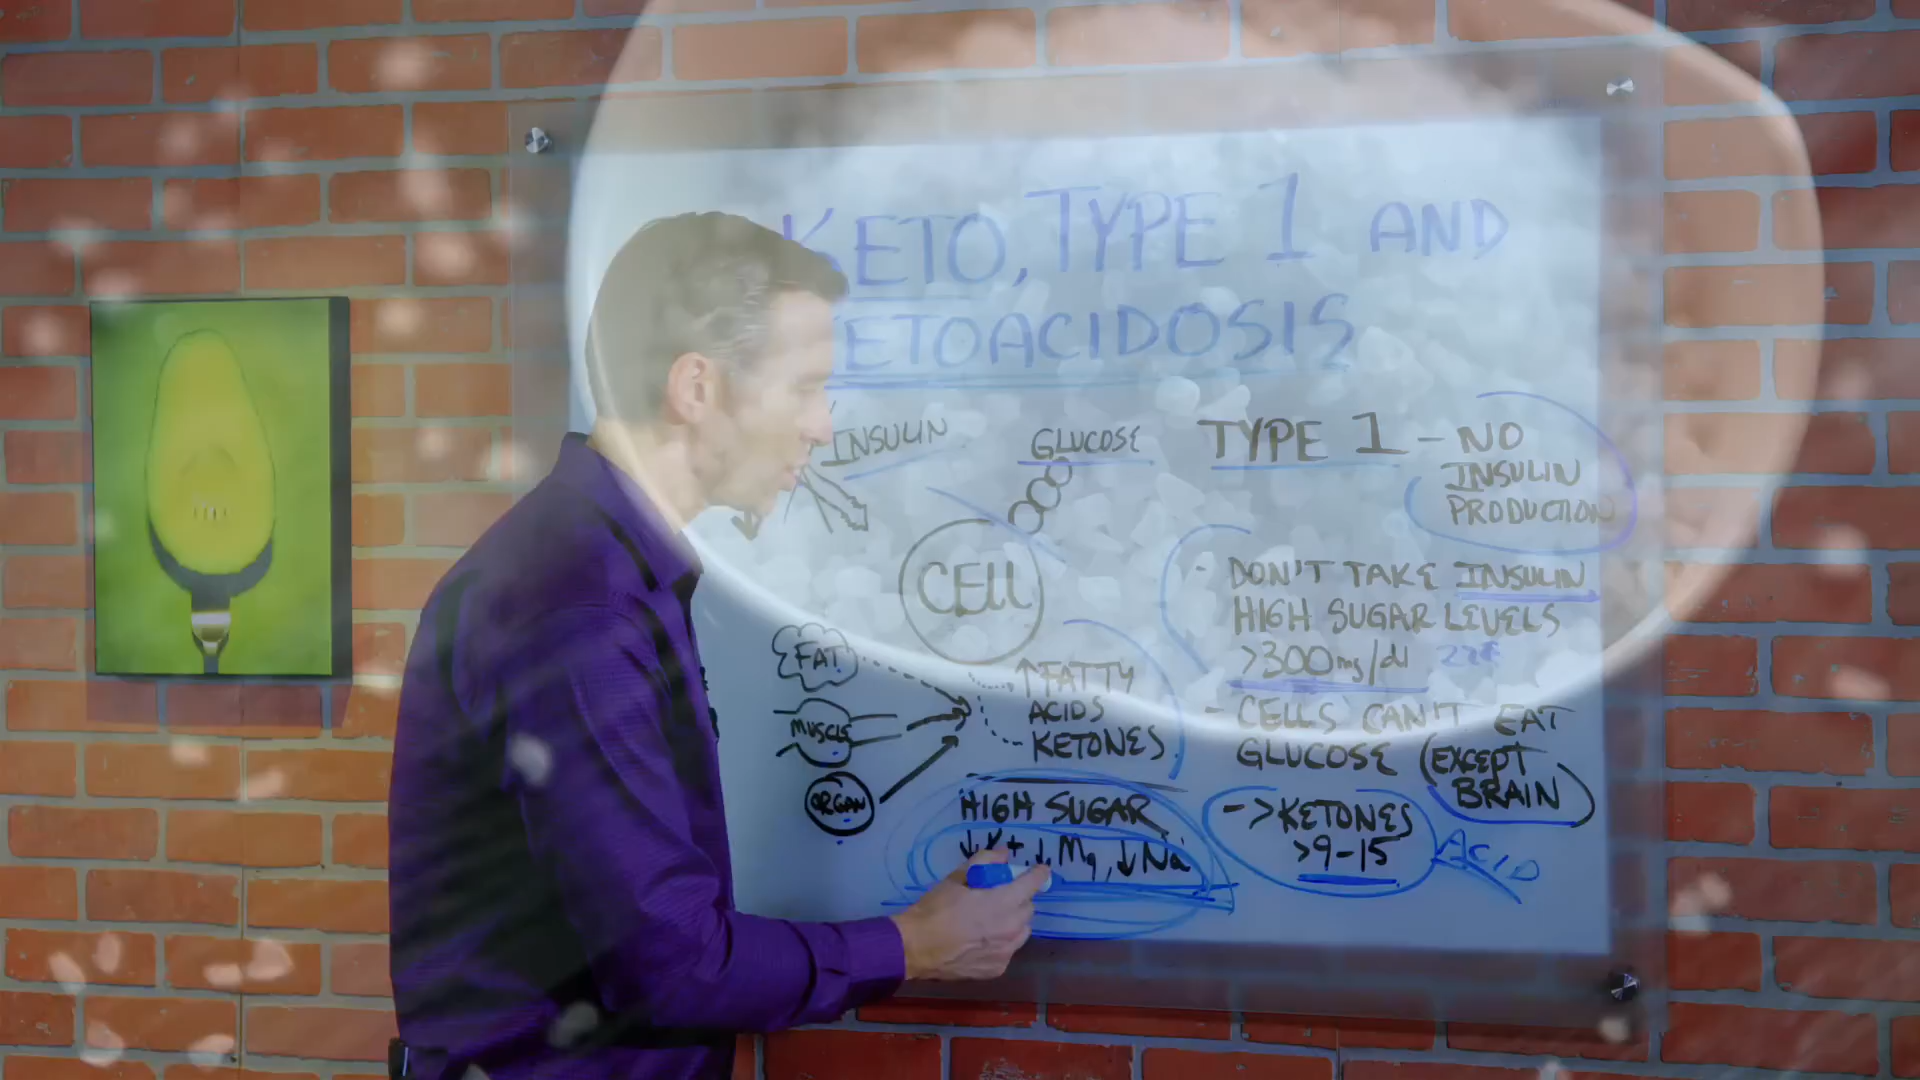 KETO, TYPE 1 AND
KETOACIDOSIS
INSULIN
GLUCOSE
CELL
FAT
MUSCLE
ORGAN
↑FATTY
ACIDS
KETONES
HIGH SUGAR
↓K+, ↓Mg, ↓Na
TYPE 1 - NO
INSULIN
PRODUCTION
- DON'T TAKE INSULIN
HIGH SUGAR LEVELS
>300mg/dl
- CELLS CAN'T EAT
GLUCOSE (EXCEPT
BRAIN)
-> KETONES
>9-15
ACID